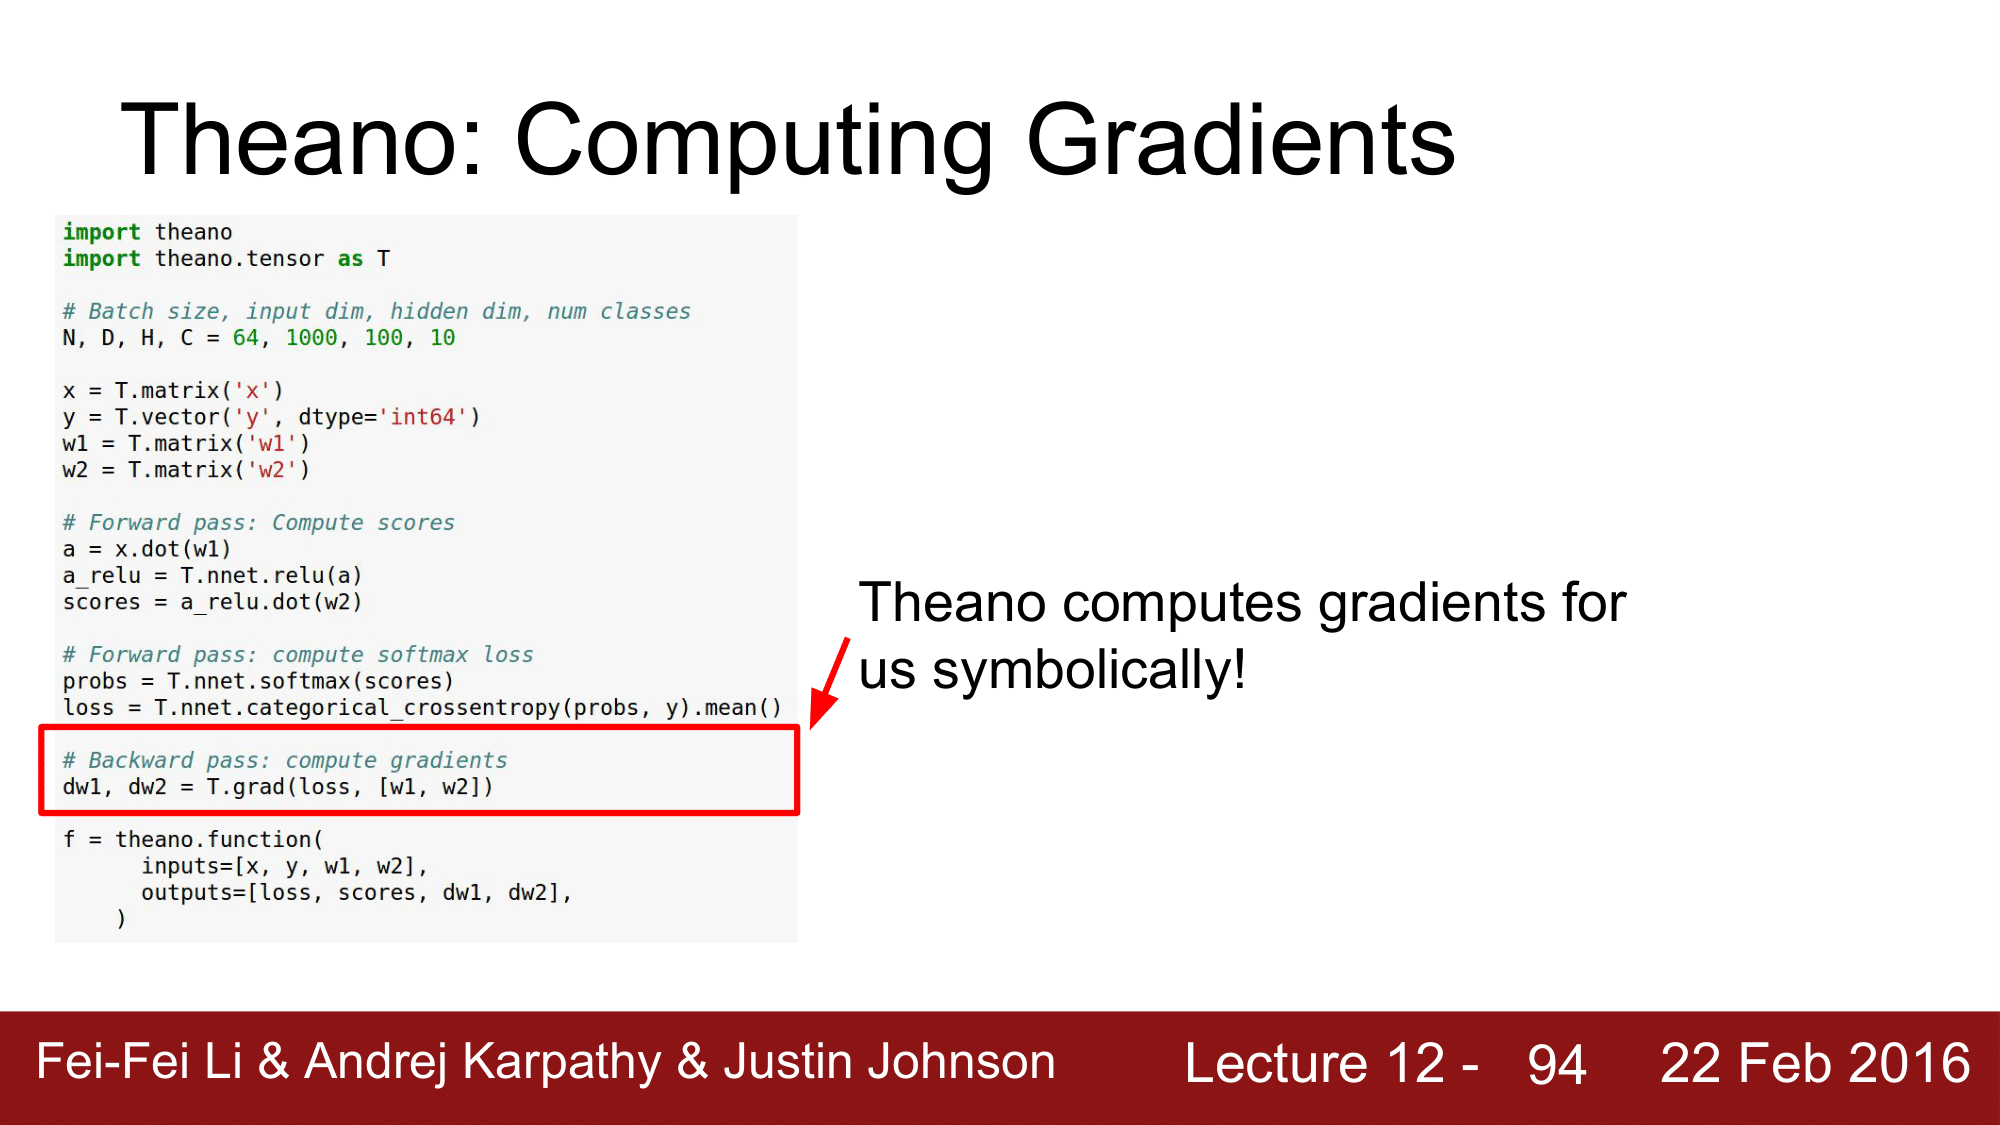 Theano: Computing Gradients
import theano
import theano.tensor as T
# Batch size, input dim, hidden dim, num classes
N, D, H, C = 64, 1000, 100, 10
x = T.matrix('x')
y = T.vector('y', dtype='int64')
w1 = T.matrix('w1')
w2 = T.matrix('w2')
# Forward pass: Compute scores
a = x.dot(w1)
a_relu = T.nnet.relu(a)
scores = a_relu.dot(w2)
# Forward pass: compute softmax loss
probs = T.nnet.softmax(scores)
loss = T.nnet.categorical_crossentropy(probs, y).mean()
# Backward pass: compute gradients
dw1, dw2 = T.grad(loss, [w1, w2])
f = theano.function(
      inputs=[x, y, w1, w2],
      outputs=[loss, scores, dw1, dw2],
    )
Theano computes gradients for
us symbolically!
Fei-Fei Li & Andrej Karpathy & Justin Johnson
Lecture 12 - 94
22 Feb 2016